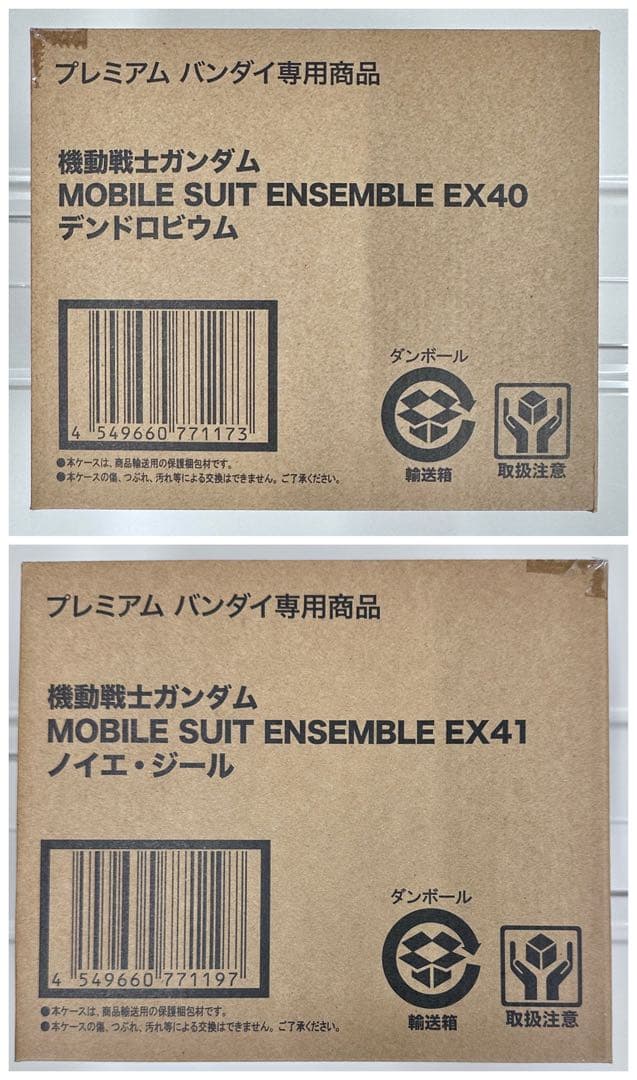 プレミアム バンダイ専用商品
機動戦士ガンダム
MOBILE SUIT ENSEMBLE EX40
デンドロビウム
4 549660 771173
●本ケースは、商品輸送用の保護梱包材です。
●本ケースの傷、つぶれ、汚れ等による交換はできません。ご了承ください。
ダンボール
輸送箱
取扱注意
プレミアム バンダイ専用商品
機動戦士ガンダム
MOBILE SUIT ENSEMBLE EX41
ノイエ・ジール
4 549660 771197
●本ケースは、商品輸送用の保護梱包材です。
●本ケースの傷、つぶれ、汚れ等による交換はできません。ご了承ください。
ダンボール
輸送箱
取扱注意